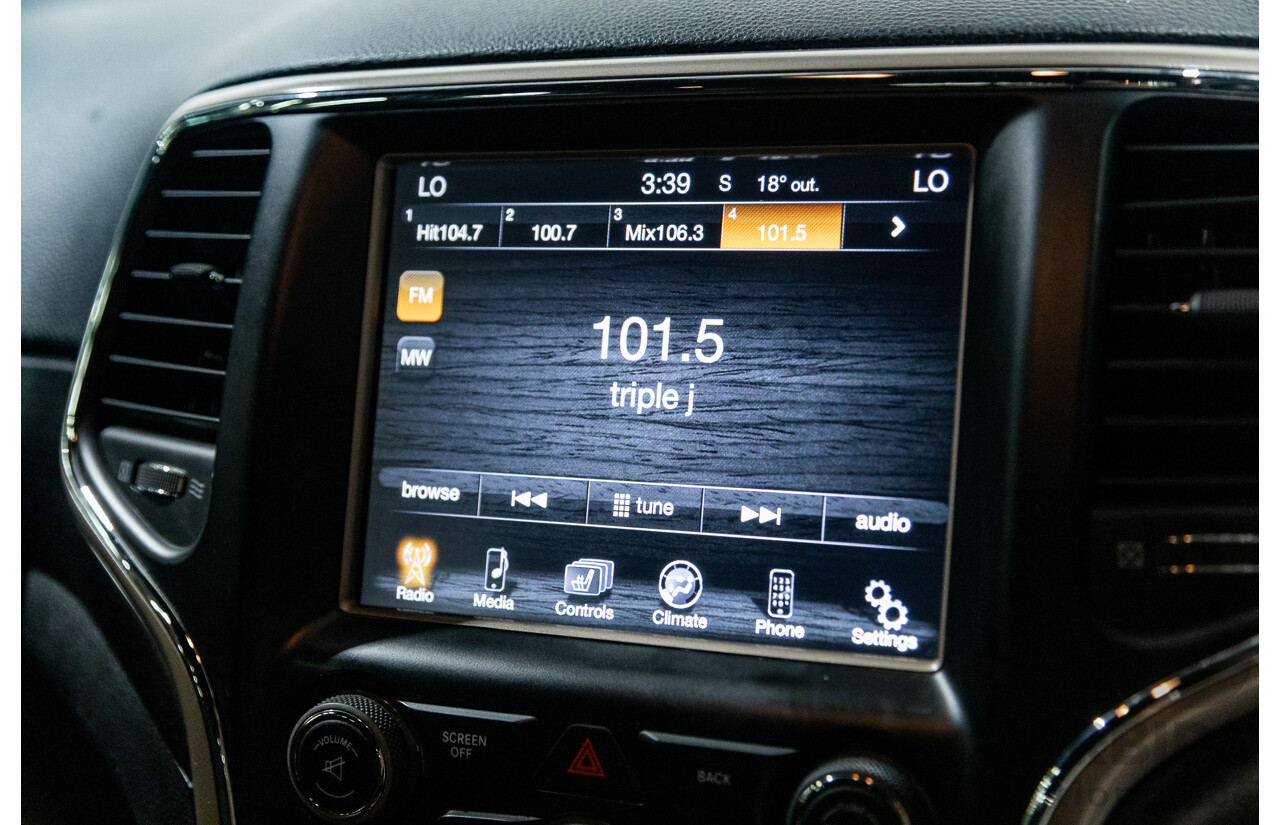 LO 3:39 S 18° out. LO
1 Hit104.7 2 100.7 3 Mix106.3 4 101.5
FM
MW
101.5
triple j
browse tune audio
Radio Media Controls Climate Phone Settings
VOLUME
SCREEN
OFF
BACK